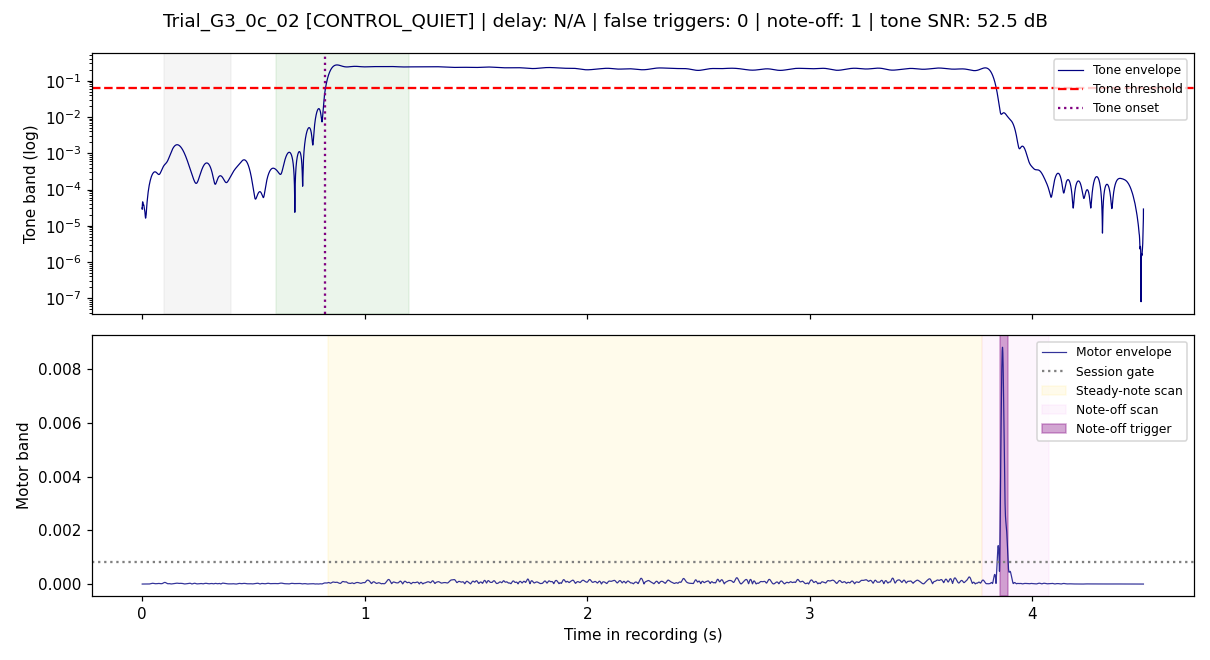 Trial_G3_0c_02 [CONTROL_QUIET] | delay: N/A | false triggers: 0 | note-off: 1 | tone SNR: 52.5 dB
Tone band (log)
10⁻¹
10⁻²
10⁻³
10⁻⁴
10⁻⁵
10⁻⁶
10⁻⁷
Tone envelope
Tone threshold
Tone onset
Motor band
0.008
0.006
0.004
0.002
0.000
Motor envelope
Session gate
Steady-note scan
Note-off scan
Note-off trigger
0 1 2 3 4
Time in recording (s)